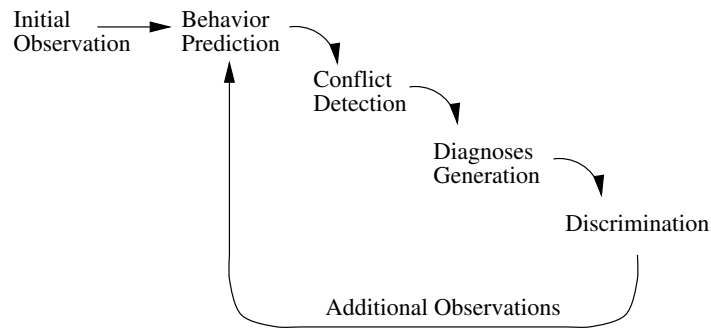 Initial
Observation
Behavior
Prediction
Conflict
Detection
Diagnoses
Generation
Discrimination
Additional Observations